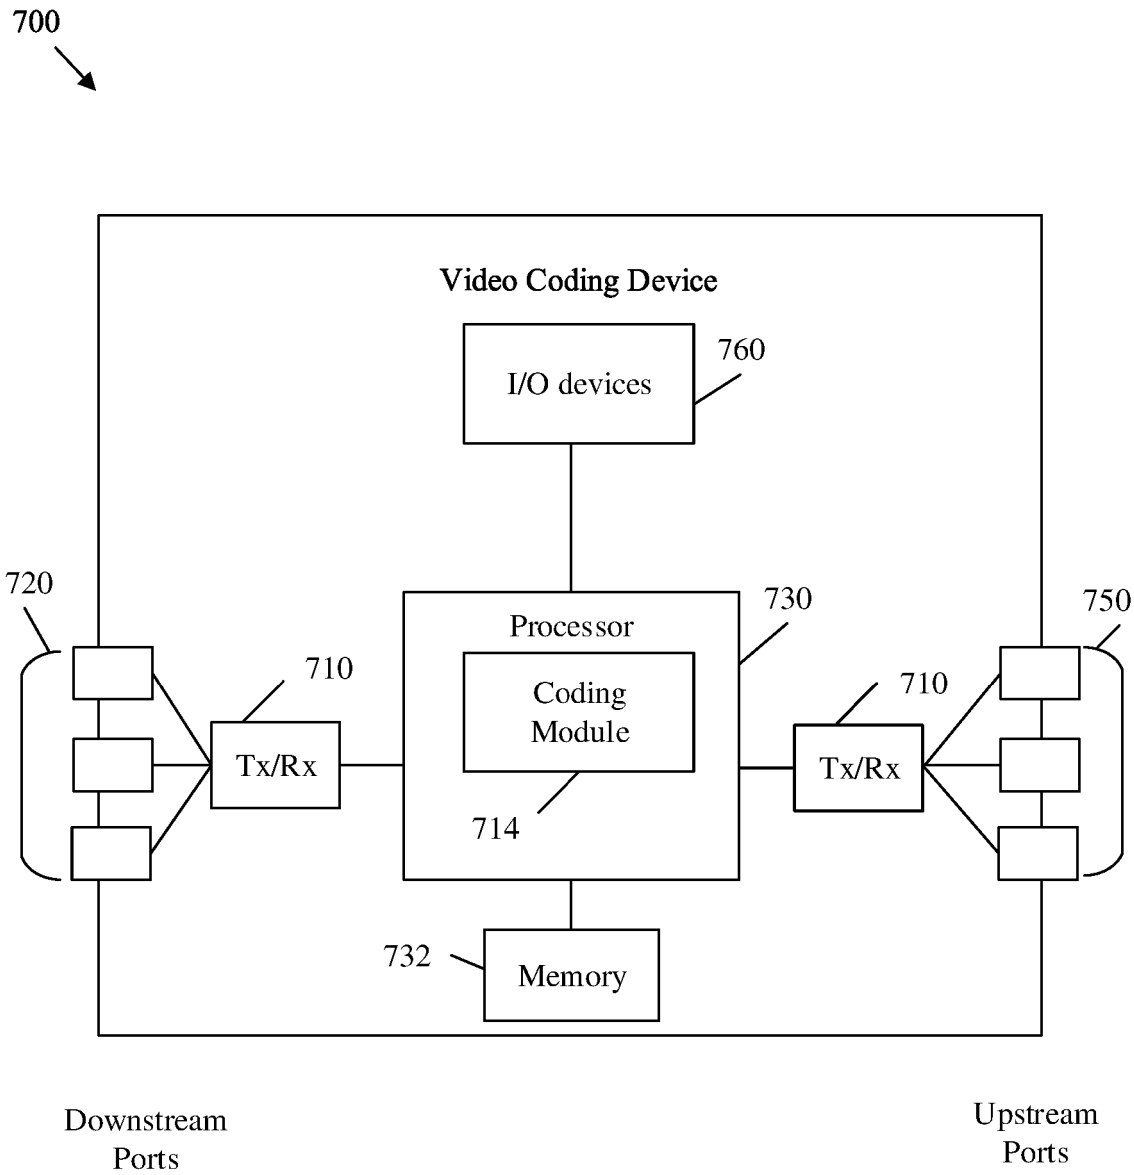 700
Video Coding Device
I/O devices
760
720
Processor
730
750
Coding
Module
710
710
Tx/Rx
Tx/Rx
714
732
Memory
Downstream
Ports
Upstream
Ports